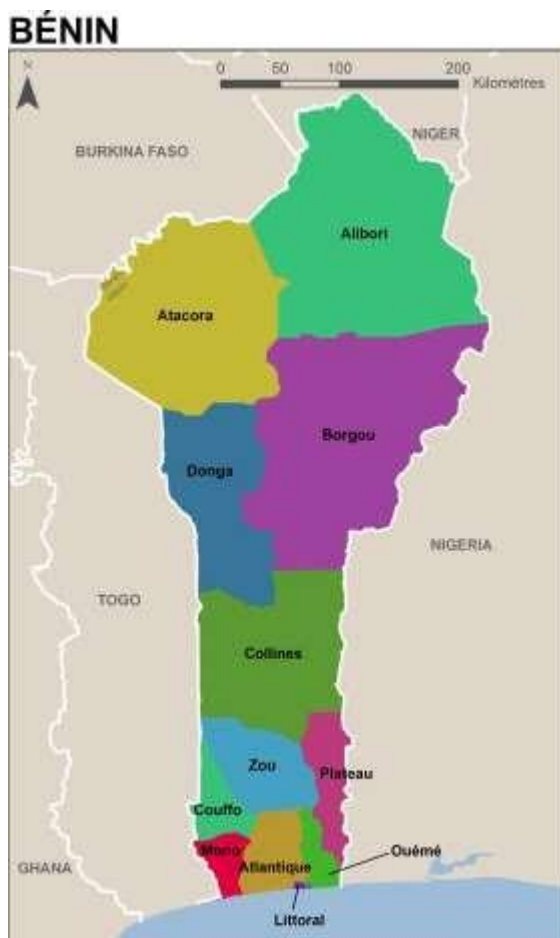 BÉNIN
N
0 50 100 200
Kilomètres
NIGER
BURKINA FASO
Alibori
Atacora
Borgou
Donga
NIGERIA
TOGO
Collines
Zou
Plateau
Couffo
Mono
Ouémé
Atlantique
GHANA
Littoral